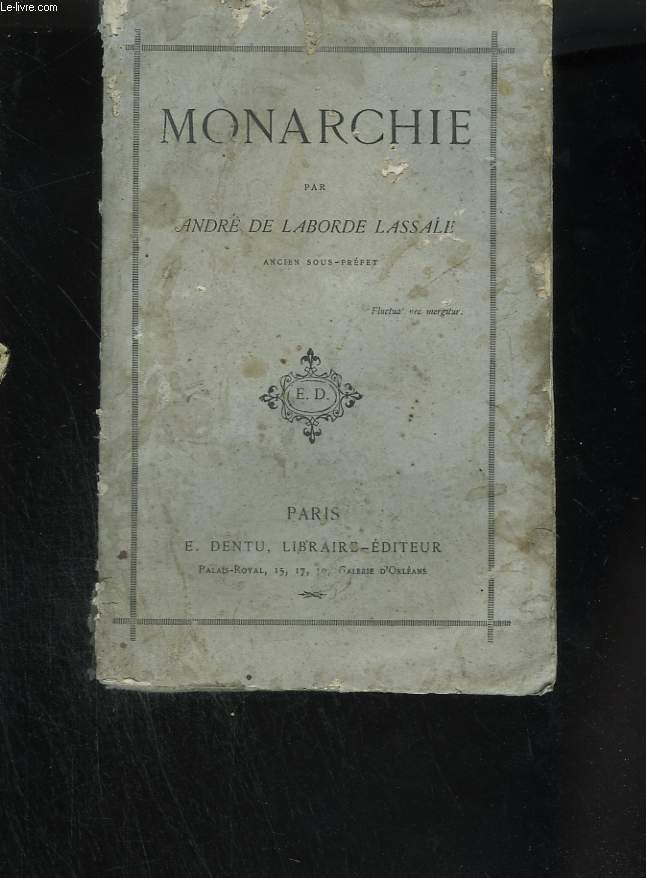 Le-livre.com
MONARCHIE
PAR
ANDRÉ DE LABORDE LASSALE
ANCIEN SOUS-PRÉFET
Fluctuat nec mergitur.
E. D.
PARIS
E. DENTU, LIBRAIRE-ÉDITEUR
PALAIS-ROYAL, 15, 17, 19, GALERIE D'ORLÉANS